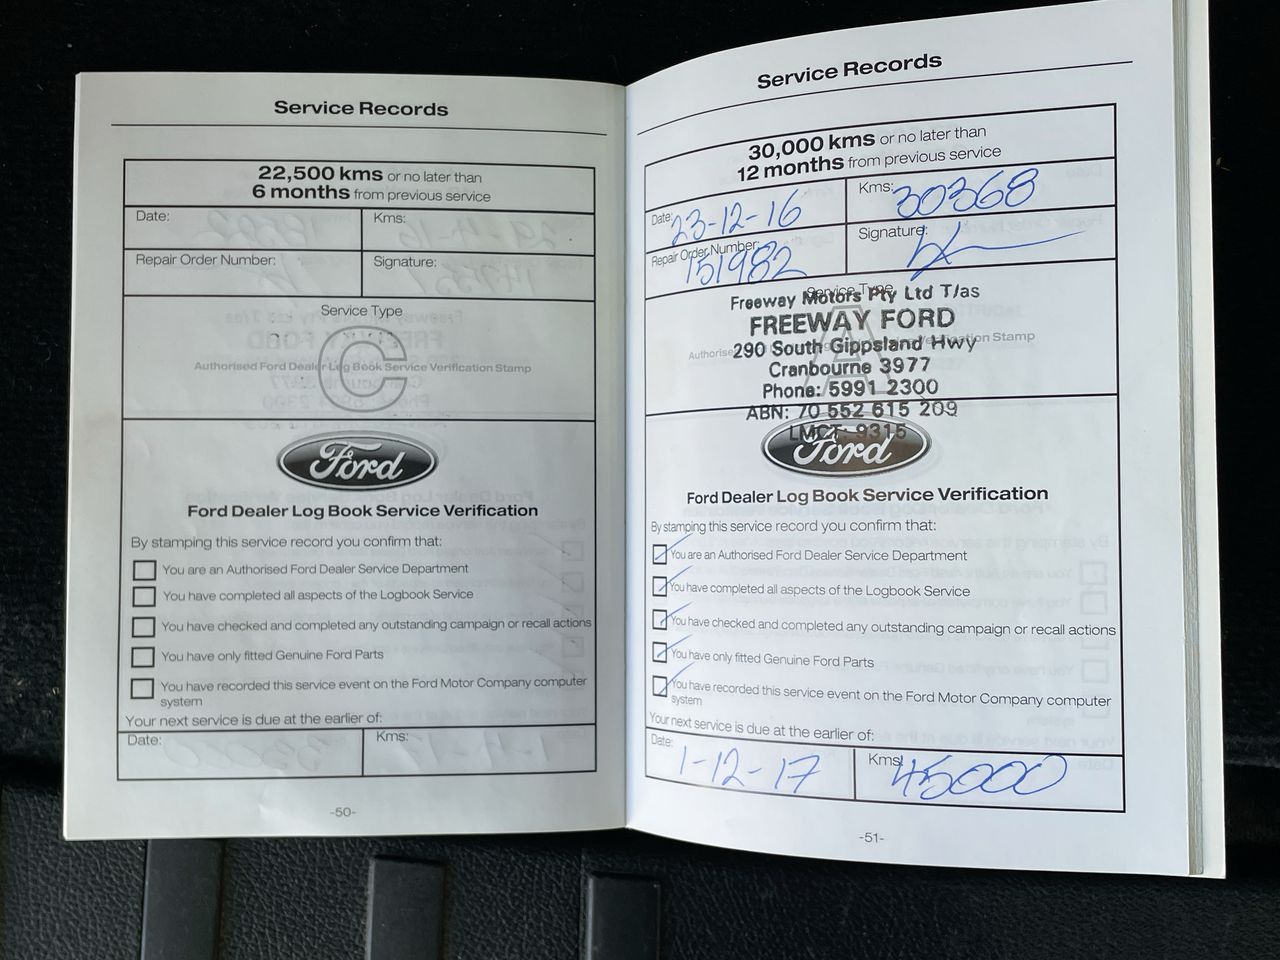 Service Records
22,500 kms or no later than
6 months from previous service
Date:
Kms:
Repair Order Number:
Signature:
Service Type
C
Authorised Ford Dealer Log Book Service Verification Stamp
Ford
Ford Dealer Log Book Service Verification
By stamping this service record you confirm that:
You are an Authorised Ford Dealer Service Department
You have completed all aspects of the Logbook Service
You have checked and completed any outstanding campaign or recall actions
You have only fitted Genuine Ford Parts
You have recorded this service event on the Ford Motor Company computer
system
Your next service is due at the earlier of:
Date:
Kms:
-50-
Service Records
30,000 kms or no later than
12 months from previous service
Date: 23-12-16
Kms: 30368
Repair Order Number: 151982
Signature:
Service Type
A
Freeway Motors Pty Ltd T/as
FREEWAY FORD
290 South Gippsland Hwy
Cranbourne 3977
Phone: 5991 2300
ABN: 70 552 615 209
LMCT: 9315
Ford
Ford Dealer Log Book Service Verification
By stamping this service record you confirm that:
You are an Authorised Ford Dealer Service Department
You have completed all aspects of the Logbook Service
You have checked and completed any outstanding campaign or recall actions
You have only fitted Genuine Ford Parts
You have recorded this service event on the Ford Motor Company computer
system
Your next service is due at the earlier of:
Date: 1-12-17
Kms: 45000
-51-